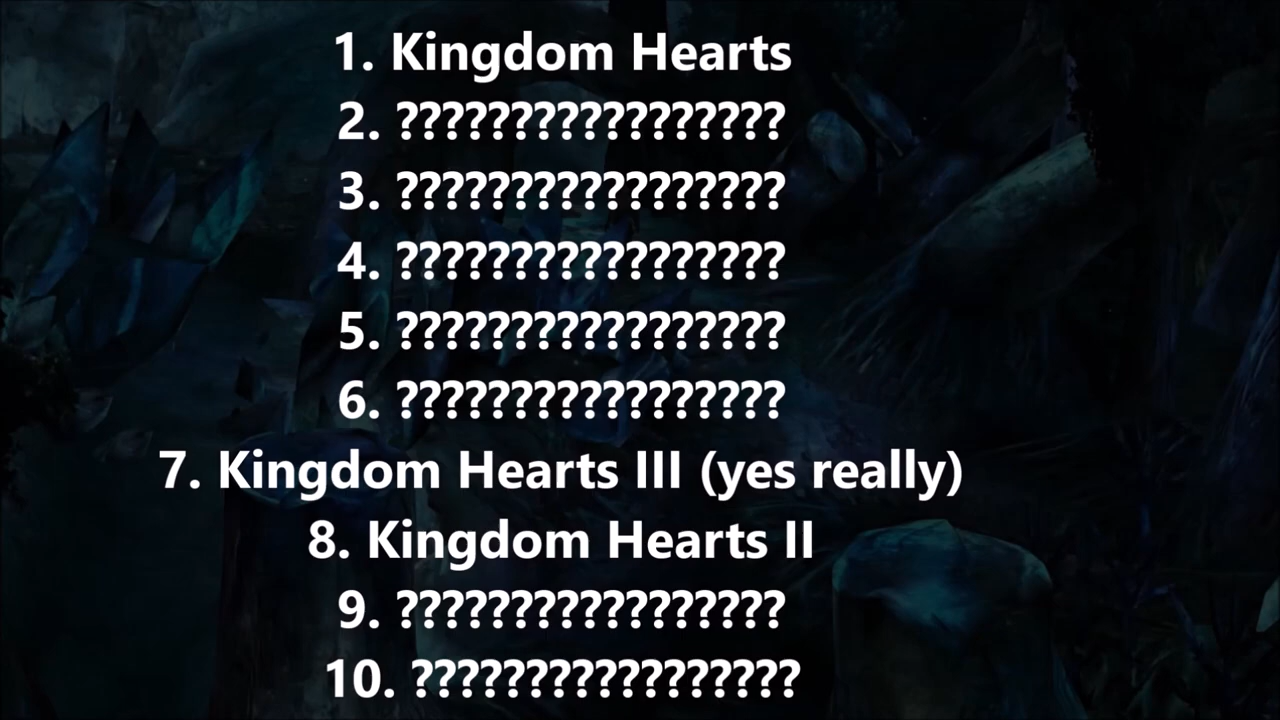 1. Kingdom Hearts
2. ?????????????????
3. ?????????????????
4. ?????????????????
5. ?????????????????
6. ?????????????????
7. Kingdom Hearts III (yes really)
8. Kingdom Hearts II
9. ?????????????????
10. ?????????????????